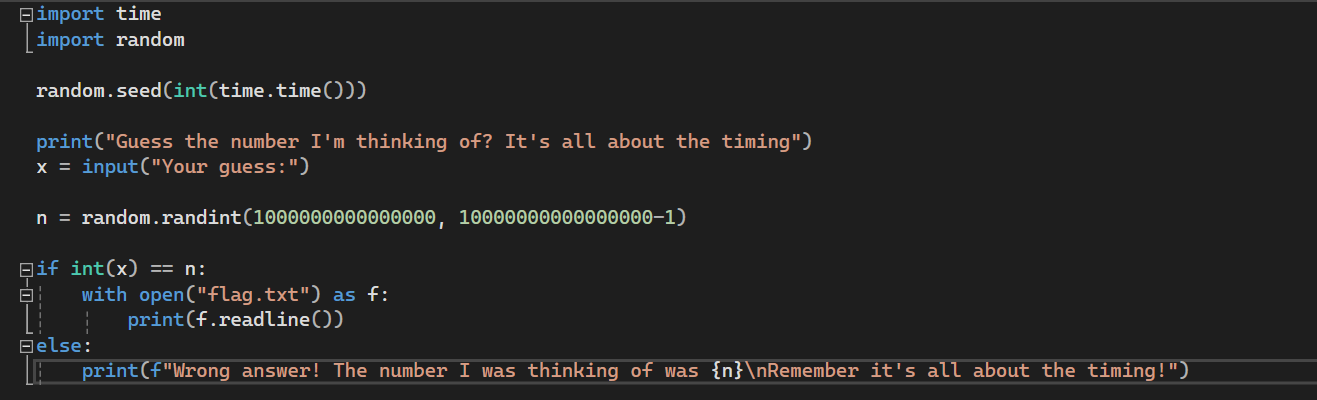 import time
import random
random.seed(int(time.time()))
print("Guess the number I'm thinking of? It's all about the timing")
x = input("Your guess:")
n = random.randint(1000000000000000, 10000000000000000-1)
if int(x) == n:
    with open("flag.txt") as f:
        print(f.readline())
else:
    print(f"Wrong answer! The number I was thinking of was {n}\nRemember it's all about the timing!")